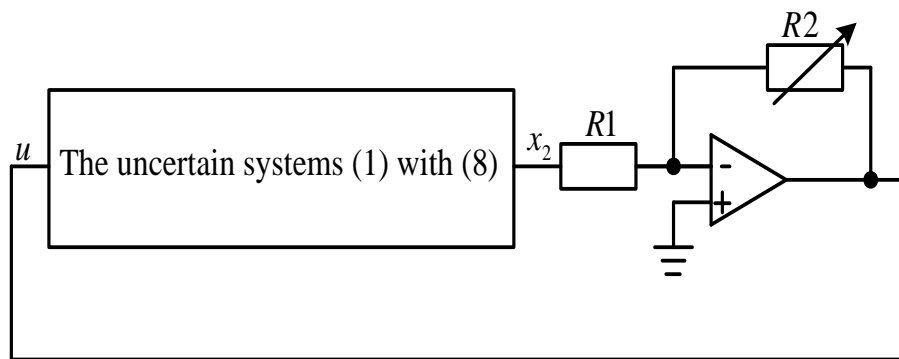 R2
R1
u
The uncertain systems (1) with (8)
x₂
-
+